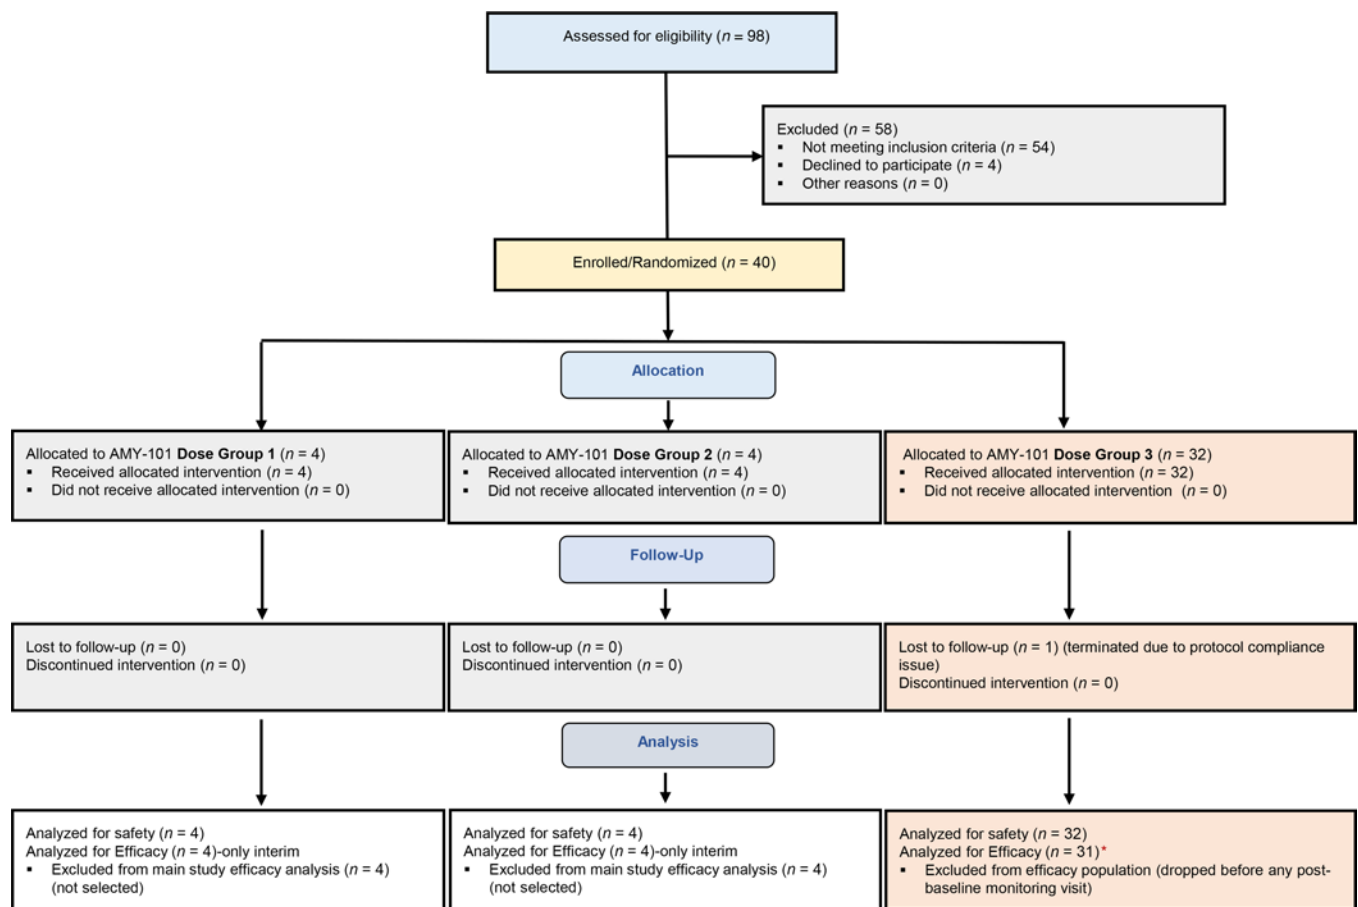 Assessed for eligibility (n = 98)
Excluded (n = 58)
▪ Not meeting inclusion criteria (n = 54)
▪ Declined to participate (n = 4)
▪ Other reasons (n = 0)
Enrolled/Randomized (n = 40)
Allocation
Allocated to AMY-101 Dose Group 1 (n = 4)
▪ Received allocated intervention (n = 4)
▪ Did not receive allocated intervention (n = 0)
Allocated to AMY-101 Dose Group 2 (n = 4)
▪ Received allocated intervention (n = 4)
▪ Did not receive allocated intervention (n = 0)
Allocated to AMY-101 Dose Group 3 (n = 32)
▪ Received allocated intervention (n = 32)
▪ Did not receive allocated intervention (n = 0)
Follow-Up
Lost to follow-up (n = 0)
Discontinued intervention (n = 0)
Lost to follow-up (n = 0)
Discontinued intervention (n = 0)
Lost to follow-up (n = 1) (terminated due to protocol compliance
issue)
Discontinued intervention (n = 0)
Analysis
Analyzed for safety (n = 4)
Analyzed for Efficacy (n = 4)-only interim
▪ Excluded from main study efficacy analysis (n = 4)
(not selected)
Analyzed for safety (n = 4)
Analyzed for Efficacy (n = 4)-only interim
▪ Excluded from main study efficacy analysis (n = 4)
(not selected)
Analyzed for safety (n = 32)
Analyzed for Efficacy (n = 31)*
▪ Excluded from efficacy population (dropped before any post-
baseline monitoring visit)